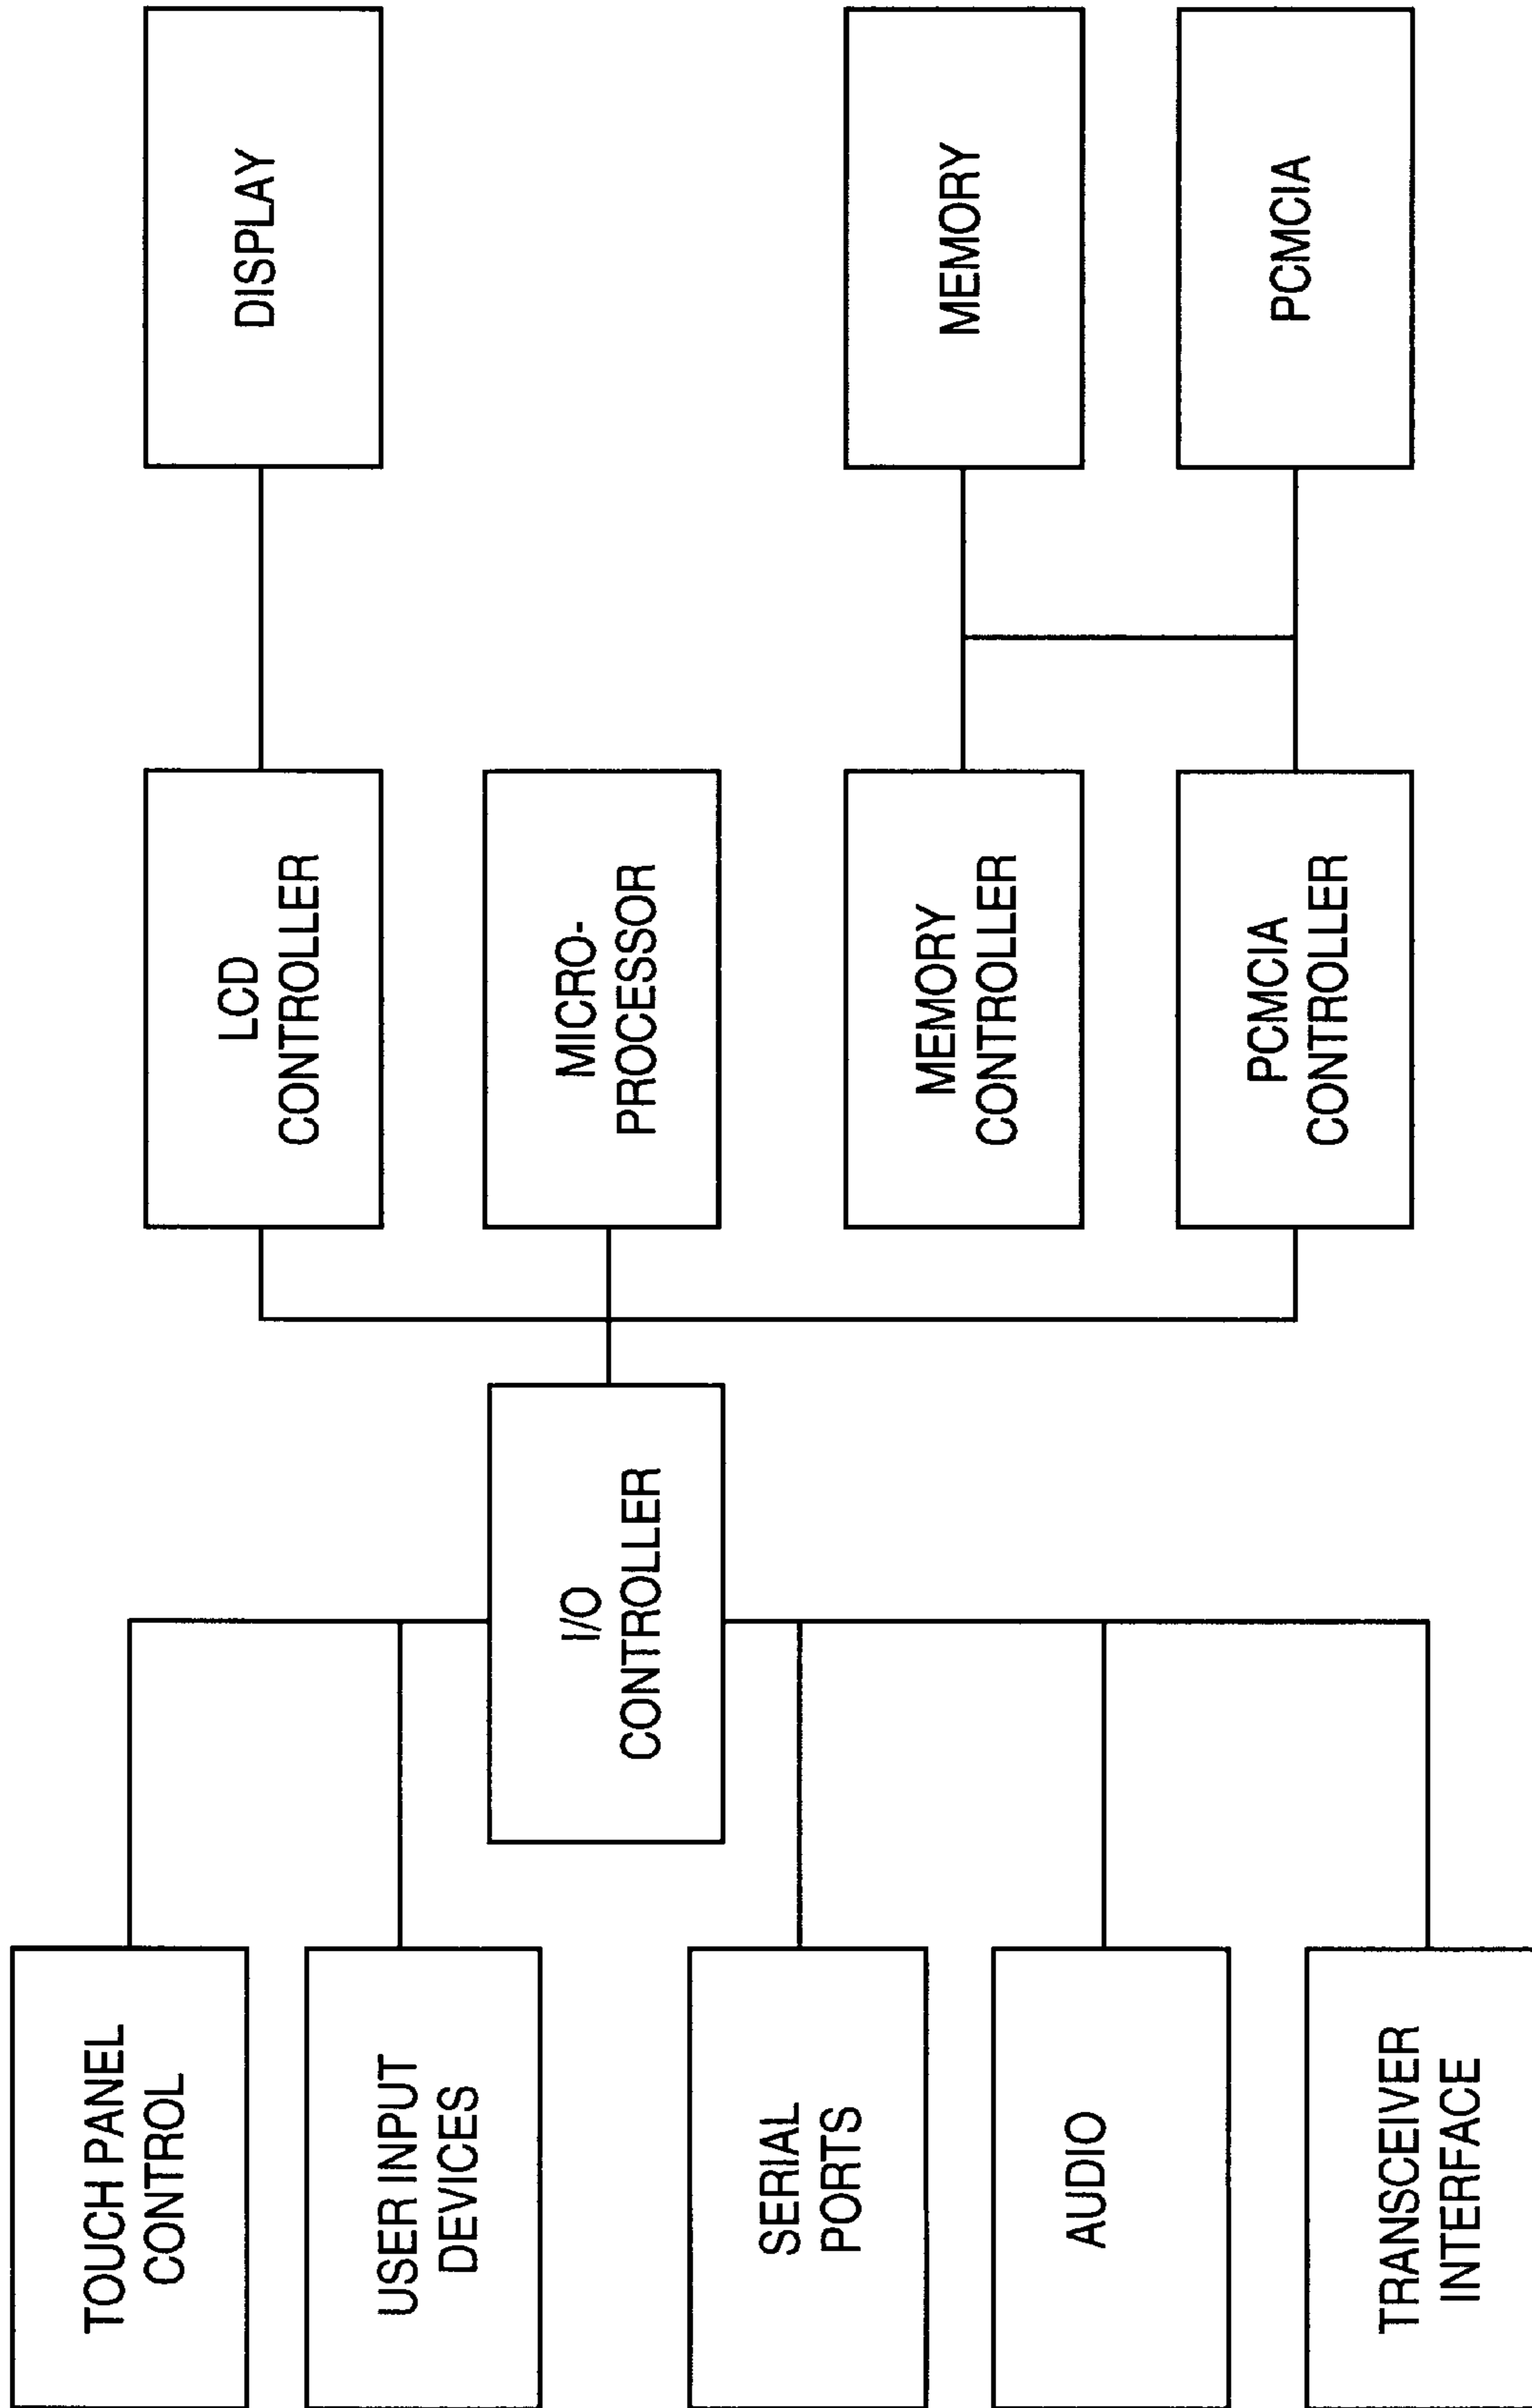 TOUCH PANEL
CONTROL
USER INPUT
DEVICES
SERIAL
PORTS
AUDIO
TRANSCEIVER
INTERFACE
I/O
CONTROLLER
LCD
CONTROLLER
MICRO-
PROCESSOR
MEMORY
CONTROLLER
PCMCIA
CONTROLLER
DISPLAY
MEMORY
PCMCIA